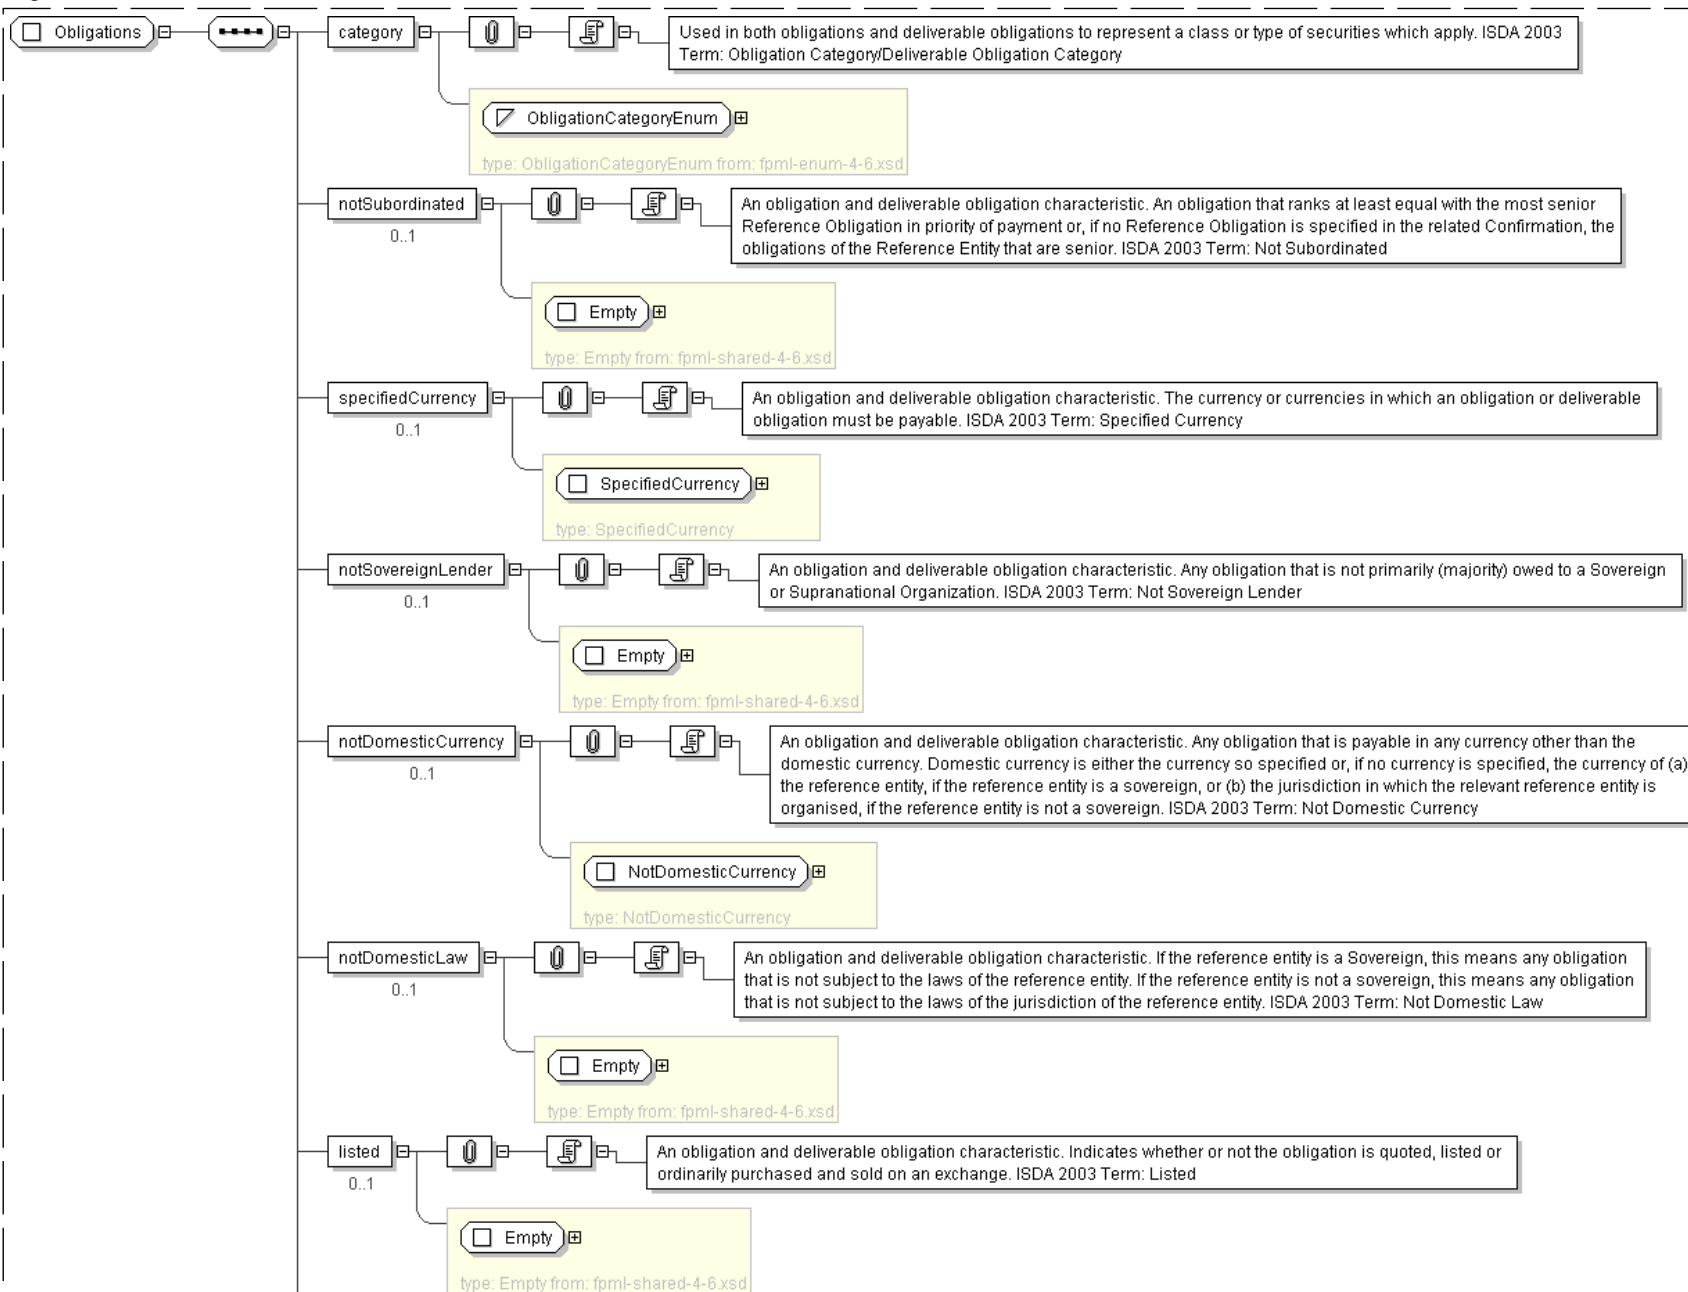 Obligations
category
Used in both obligations and deliverable obligations to represent a class or type of securities which apply. ISDA 2003
Term: Obligation Category/Deliverable Obligation Category
ObligationCategoryEnum
type: ObligationCategoryEnum from: fpml-enum-4-6.xsd
notSubordinated
0..1
An obligation and deliverable obligation characteristic. An obligation that ranks at least equal with the most senior
Reference Obligation in priority of payment or, if no Reference Obligation is specified in the related Confirmation, the
obligations of the Reference Entity that are senior. ISDA 2003 Term: Not Subordinated
Empty
type: Empty from: fpml-shared-4-6.xsd
specifiedCurrency
0..1
An obligation and deliverable obligation characteristic. The currency or currencies in which an obligation or deliverable
obligation must be payable. ISDA 2003 Term: Specified Currency
SpecifiedCurrency
type: SpecifiedCurrency
notSovereignLender
0..1
An obligation and deliverable obligation characteristic. Any obligation that is not primarily (majority) owed to a Sovereign
or Supranational Organization. ISDA 2003 Term: Not Sovereign Lender
Empty
type: Empty from: fpml-shared-4-6.xsd
notDomesticCurrency
0..1
An obligation and deliverable obligation characteristic. Any obligation that is payable in any currency other than the
domestic currency. Domestic currency is either the currency so specified or, if no currency is specified, the currency of (a)
the reference entity, if the reference entity is a sovereign, or (b) the jurisdiction in which the relevant reference entity is
organised, if the reference entity is not a sovereign. ISDA 2003 Term: Not Domestic Currency
NotDomesticCurrency
type: NotDomesticCurrency
notDomesticLaw
0..1
An obligation and deliverable obligation characteristic. If the reference entity is a Sovereign, this means any obligation
that is not subject to the laws of the reference entity. If the reference entity is not a sovereign, this means any obligation
that is not subject to the laws of the jurisdiction of the reference entity. ISDA 2003 Term: Not Domestic Law
Empty
type: Empty from: fpml-shared-4-6.xsd
listed
0..1
An obligation and deliverable obligation characteristic. Indicates whether or not the obligation is quoted, listed or
ordinarily purchased and sold on an exchange. ISDA 2003 Term: Listed
Empty
type: Empty from: fpml-shared-4-6.xsd